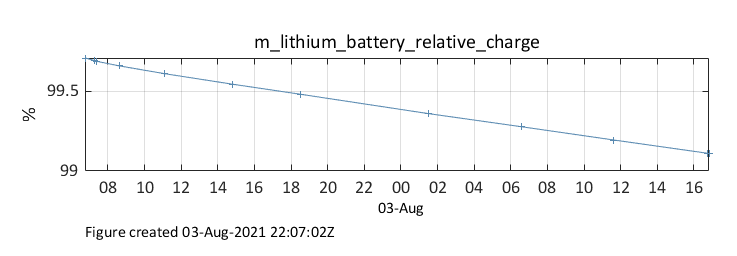 m_lithium_battery_relative_charge
99.5
%
99
08 10 12 14 16 18 20 22 00 02 04 06 08 10 12 14 16
03-Aug
Figure created 03-Aug-2021 22:07:02Z